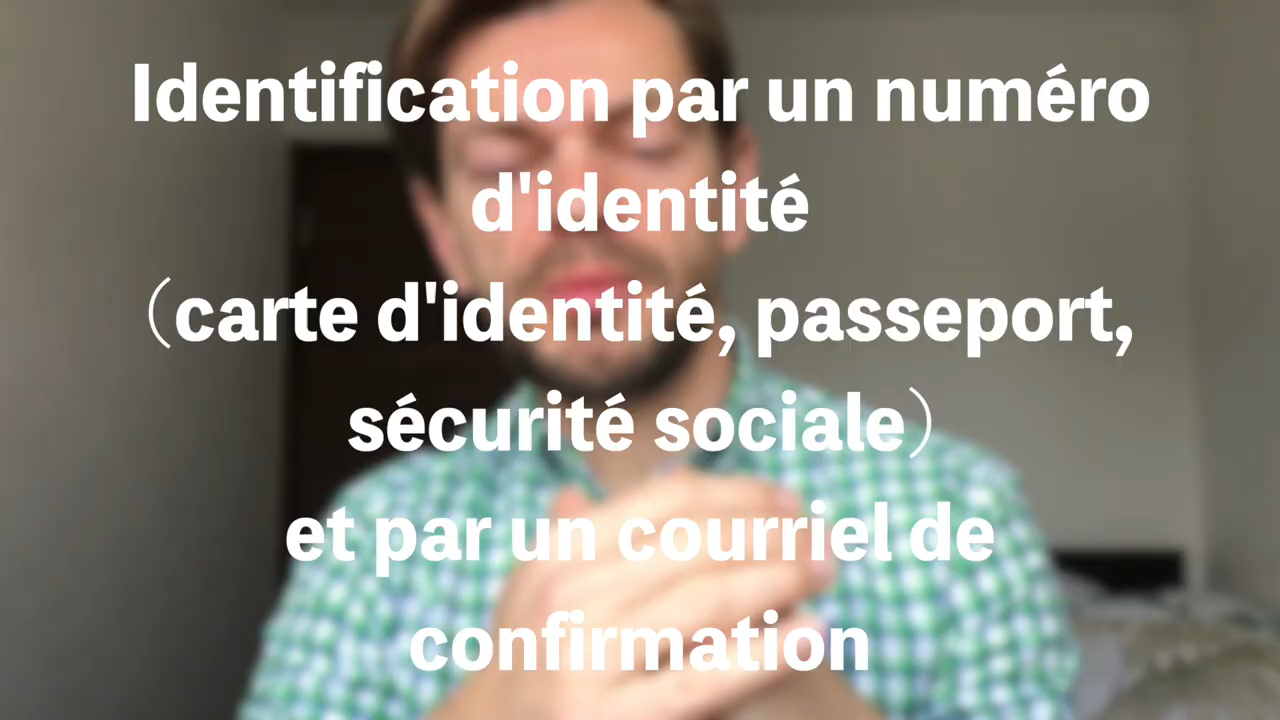 Identification par un numéro
d'identité
（carte d'identité, passeport,
sécurité sociale）
et par un courriel de
confirmation